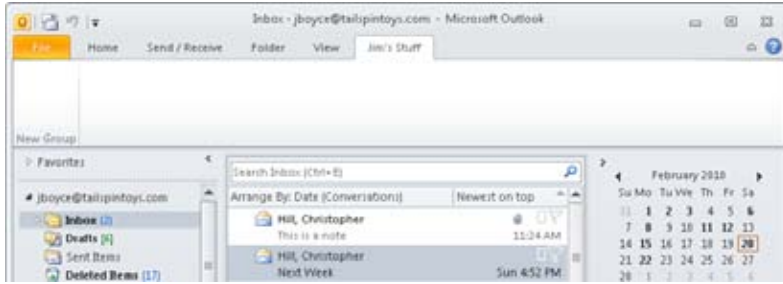 Inbox - jboyce@tailspintoys.com - Microsoft Outlook
File Home Send / Receive Folder View Jim's Stuff
New Group
Favorites
Search Inbox (Ctrl+E)
February 2010
jboyce@tailspintoys.com
Arrange By: Date (Conversations) Newest on top
Su Mo Tu We Th Fr Sa
Inbox (2)
Hill, Christopher
31 1 2 3 4 5 6
Drafts [6]
This is a note 11:24 AM
7 8 9 10 11 12 13
14 15 16 17 18 19 20
Sent Items
Hill, Christopher
21 22 23 24 25 26 27
Deleted Items (17)
Next Week Sun 4:52 PM
28 1 2 3 4 5 6